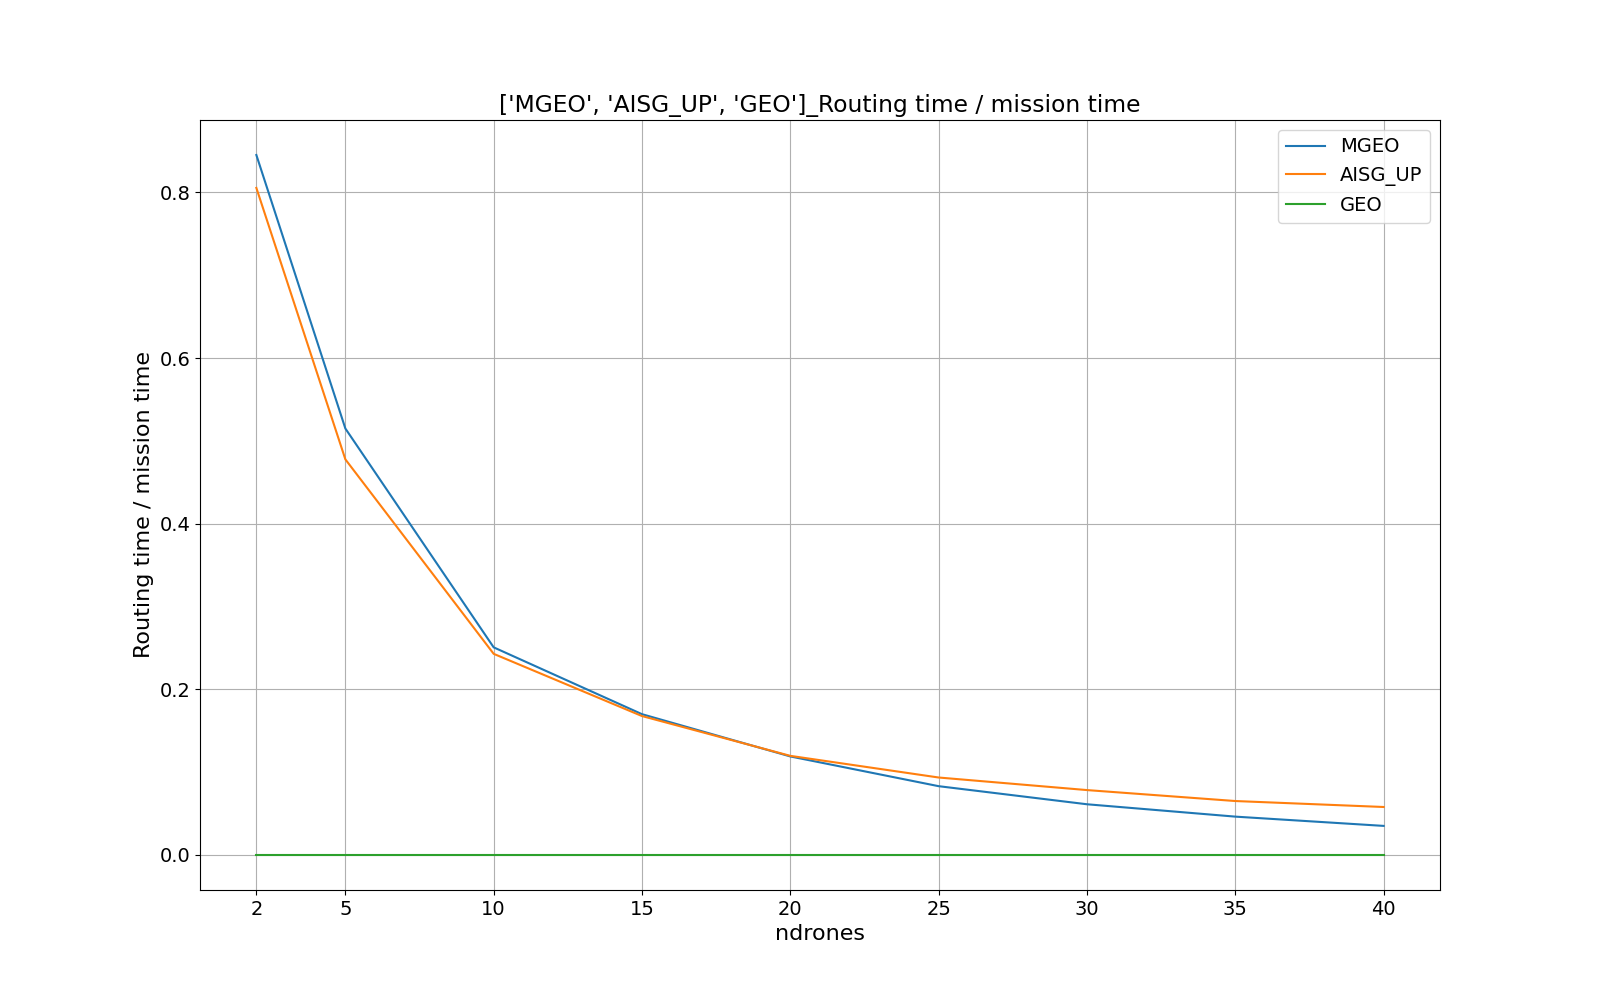 ['MGEO', 'AISG_UP', 'GEO']_Routing time / mission time
MGEO
AISG_UP
GEO
Routing time / mission time
0.8
0.6
0.4
0.2
0.0
2 5 10 15 20 25 30 35 40
ndrones